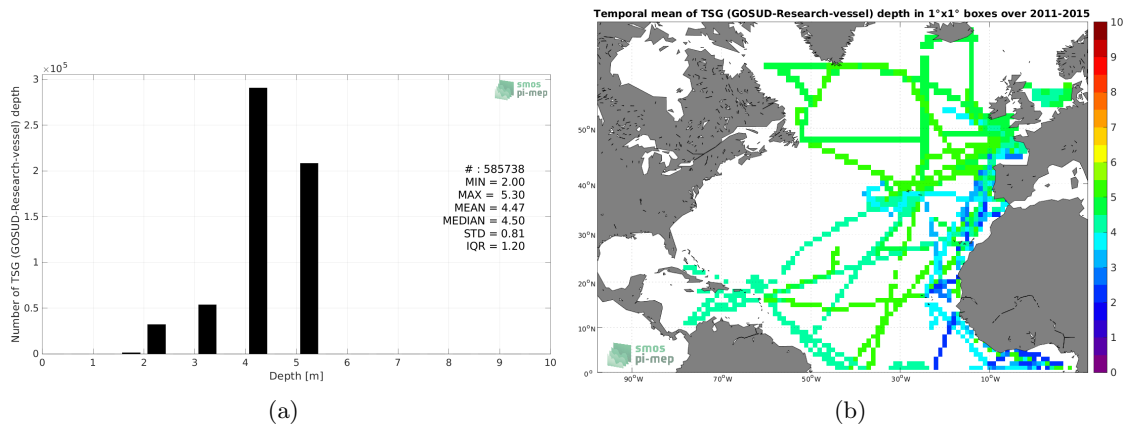 Number of TSG (GOSUD-Research-vessel) depth
×10⁵
3
2.5
2
1.5
1
0.5
0
0 1 2 3 4 5 6 7 8 9 10
Depth [m]
smos
pi-mep
# : 585738
MIN = 2.00
MAX = 5.30
MEAN = 4.47
MEDIAN = 4.50
STD = 0.81
IQR = 1.20
(a)
Temporal mean of TSG (GOSUD-Research-vessel) depth in 1°x1° boxes over 2011-2015
50°N
40°N
30°N
20°N
10°N
0°
90°W 70°W 50°W 30°W 10°W
smos
pi-mep
10
9
8
7
6
5
4
3
2
1
0
(b)